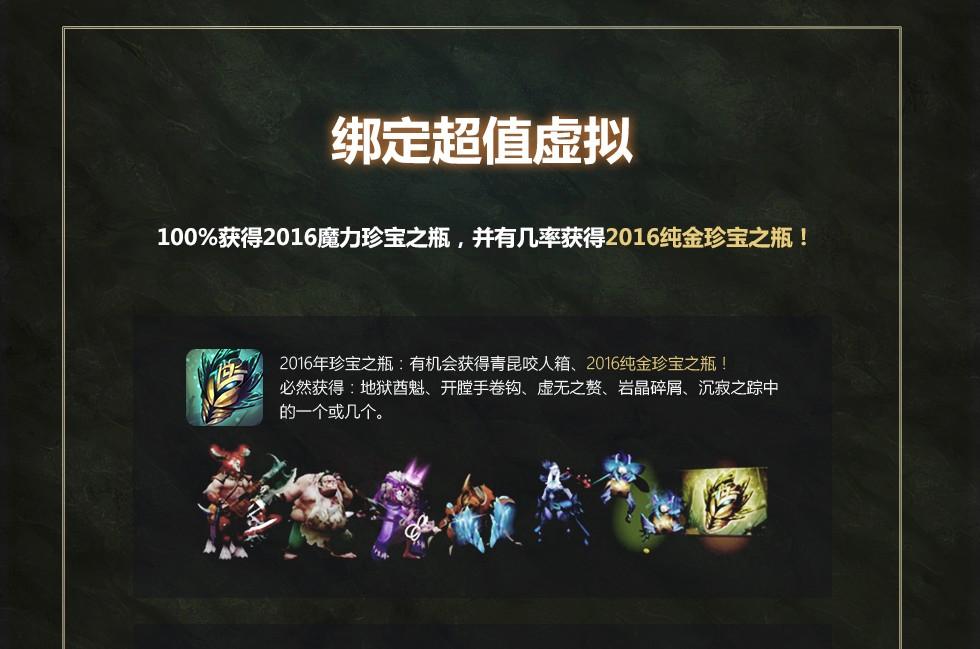 绑定超值虚拟
100%获得2016魔力珍宝之瓶，并有几率获得2016纯金珍宝之瓶！
2016年珍宝之瓶：有机会获得青昆咬人箱、2016纯金珍宝之瓶！
必然获得：地狱酋魁、开膛手卷钩、虚无之赘、岩晶碎屑、沉寂之踪中
的一个或几个。